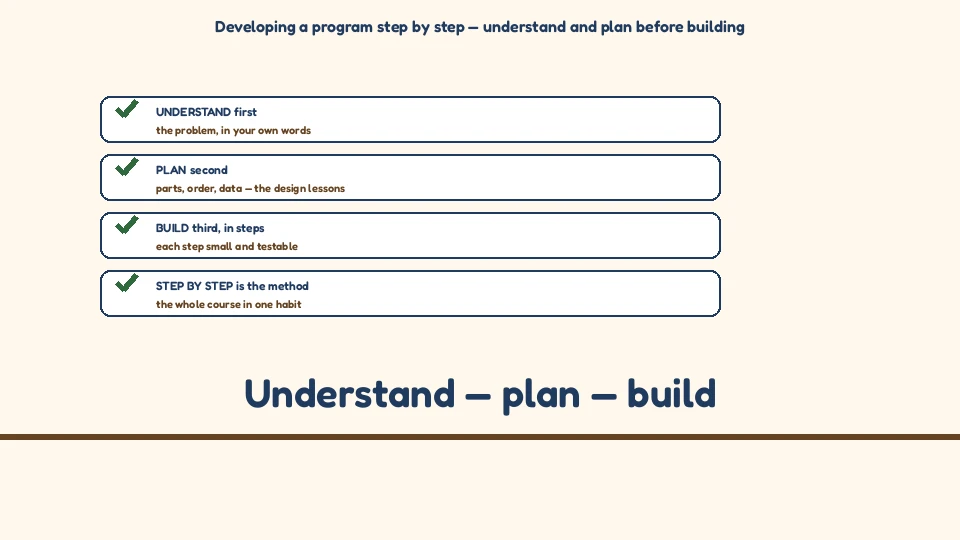 Developing a program step by step — understand and plan before building
UNDERSTAND first
the problem, in your own words
PLAN second
parts, order, data — the design lessons
BUILD third, in steps
each step small and testable
STEP BY STEP is the method
the whole course in one habit
Understand — plan — build